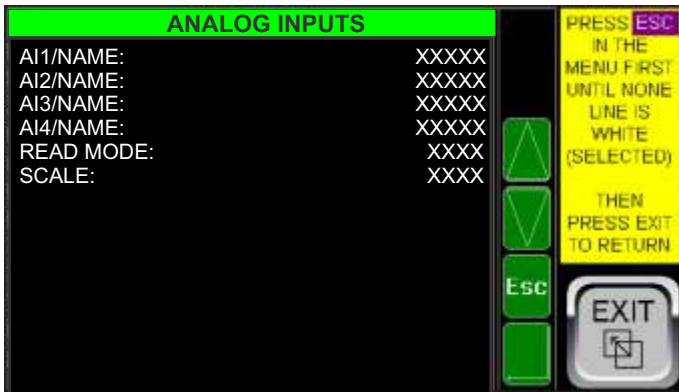 ANALOG INPUTS
AI1/NAME: XXXXX
AI2/NAME: XXXXX
AI3/NAME: XXXXX
AI4/NAME: XXXXX
READ MODE: XXXX
SCALE: XXXX
Esc
PRESS ESC
IN THE
MENU FIRST
UNTIL NONE
LINE IS
WHITE
(SELECTED)
THEN
PRESS EXIT
TO RETURN
EXIT